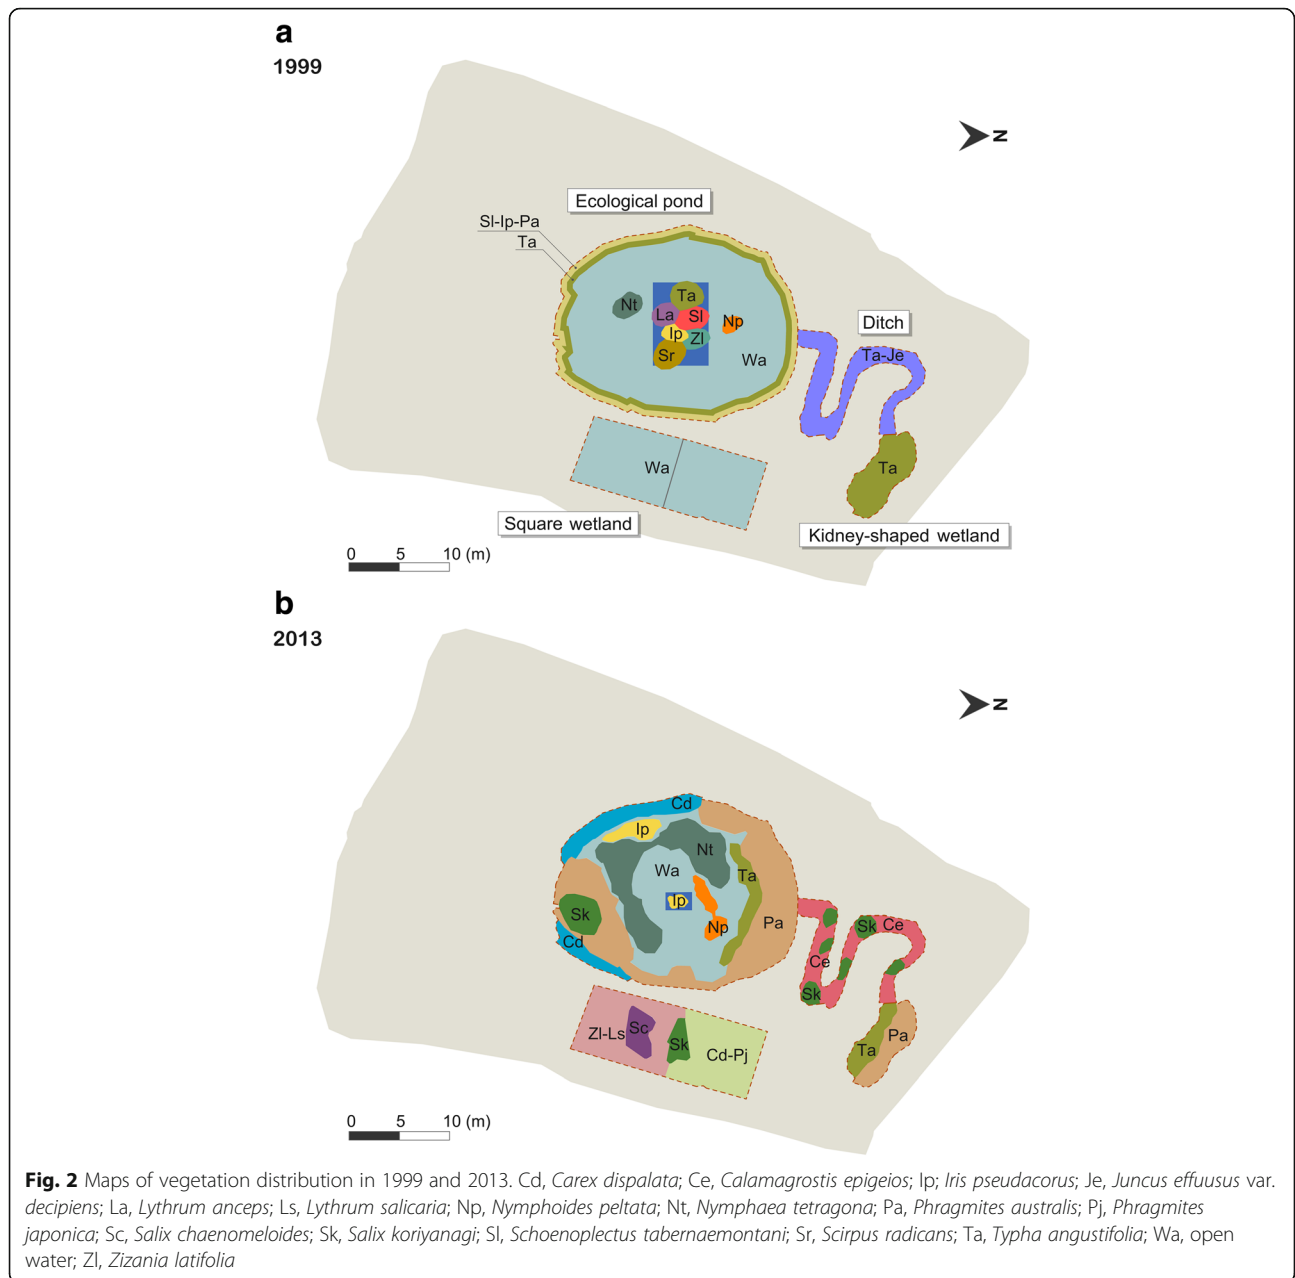 a
1999
N
Ecological pond
Sl-Ip-Pa
Ta
Nt
Ta
La
Sl
Np
Ip
Zl
Sr
Wa
Ditch
Ta-Je
Wa
Ta
Square wetland
Kidney-shaped wetland
0 5 10 (m)
b
2013
N
Cd
Ip
Nt
Wa
Ta
Ip
Sk
Np
Pa
Cd
Sk
Ce
Ce
Sk
Zl-Ls
Sc
Sk
Cd-Pj
Ta
Pa
0 5 10 (m)
Fig. 2 Maps of vegetation distribution in 1999 and 2013. Cd, Carex dispalata; Ce, Calamagrostis epigeios; Ip; Iris pseudacorus; Je, Juncus effuusus var.
decipiens; La, Lythrum anceps; Ls, Lythrum salicaria; Np, Nymphoides peltata; Nt, Nymphaea tetragona; Pa, Phragmites australis; Pj, Phragmites
japonica; Sc, Salix chaenomeloides; Sk, Salix koriyanagi; Sl, Schoenoplectus tabernaemontani; Sr, Scirpus radicans; Ta, Typha angustifolia; Wa, open
water; Zl, Zizania latifolia